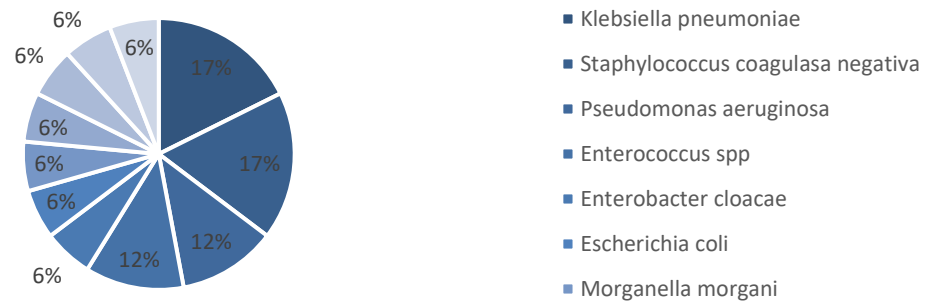 6%
6%
17%
6%
6%
17%
6%
6%
12%
12%
6%
Klebsiella pneumoniae
Staphylococcus coagulasa negativa
Pseudomonas aeruginosa
Enterococcus spp
Enterobacter cloacae
Escherichia coli
Morganella morgani